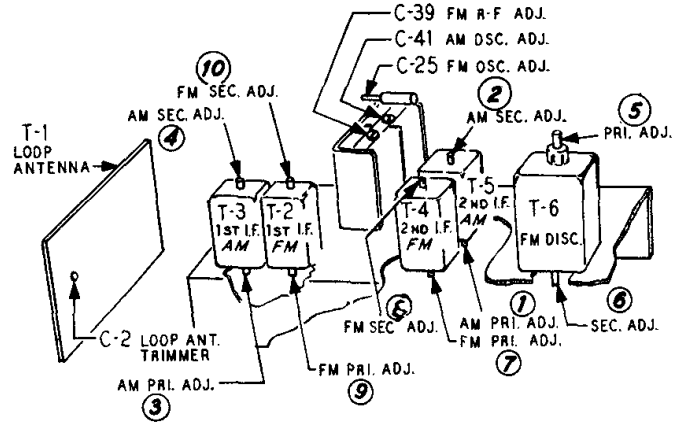 C-39 FM R-F ADJ.
C-41 AM OSC. ADJ.
C-25 FM OSC. ADJ.
10
FM SEC. ADJ.
AM SEC. ADJ.
4
2
AM SEC. ADJ.
5
PRI. ADJ.
T-1
LOOP
ANTENNA
T-3
1ST I.F.
AM
T-2
1ST I.F.
FM
T-4
2ND I.F.
FM
T-5
2ND I.F.
AM
T-6
FM DISC.
C-2 LOOP ANT.
TRIMMER
8
FM SEC. ADJ.
1
AM PRI. ADJ.
FM PRI. ADJ.
7
6
SEC. ADJ.
AM PRI. ADJ.
3
FM PRI. ADJ.
9